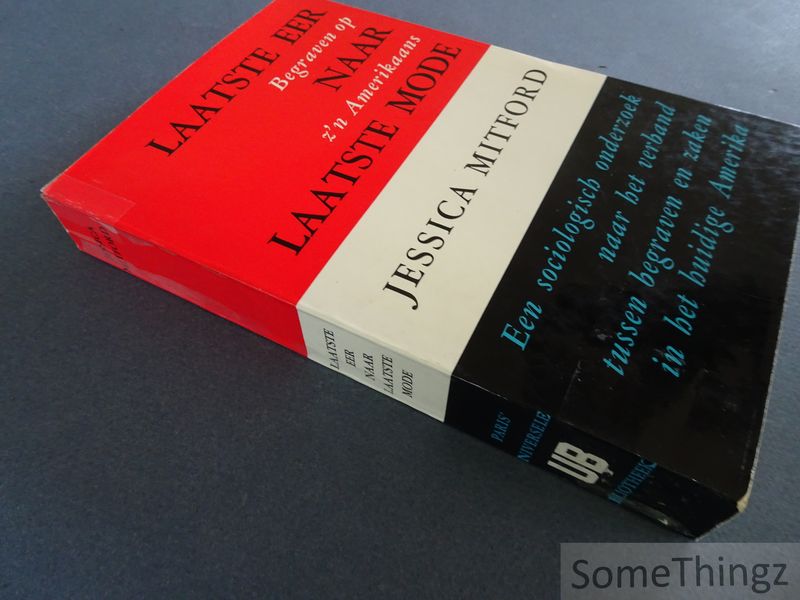 LAATSTE EER
Begraven op
NAAR
z'n Amerikaans
LAATSTE MODE
JESSICA MITFORD
Een sociologisch onderzoek
naar het verband
tussen begraven en zaken
in het huidige Amerika
LAATSTE
EER
NAAR
LAATSTE
MODE
PARIS'
UB
SomeThingz